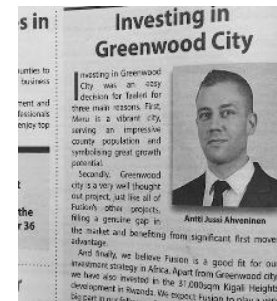 s in
unities to
business
ment and
fessionals
enjoy top
t
the
r 36
Investing in
Greenwood City
Investing in Greenwood
City was an easy
decision for Taaleri for
three main reasons. First,
Meru is a vibrant city,
serving an impressive
county population and
symbolising great growth
potential.
Secondly, Greenwood
city is a very well thought
out project, just like all of
Fusion's other projects,
filling a genuine gap in
the market and benefiting from significant first mover
advantage.
Antti Jussi Ahveninen
And finally, we believe Fusion is a good fit for our
investment strategy in Africa. Apart from Greenwood city
we have also invested in the 31,000sqm Kigali Heights
development in Rwanda. We expect Fusion to play a
big part in our